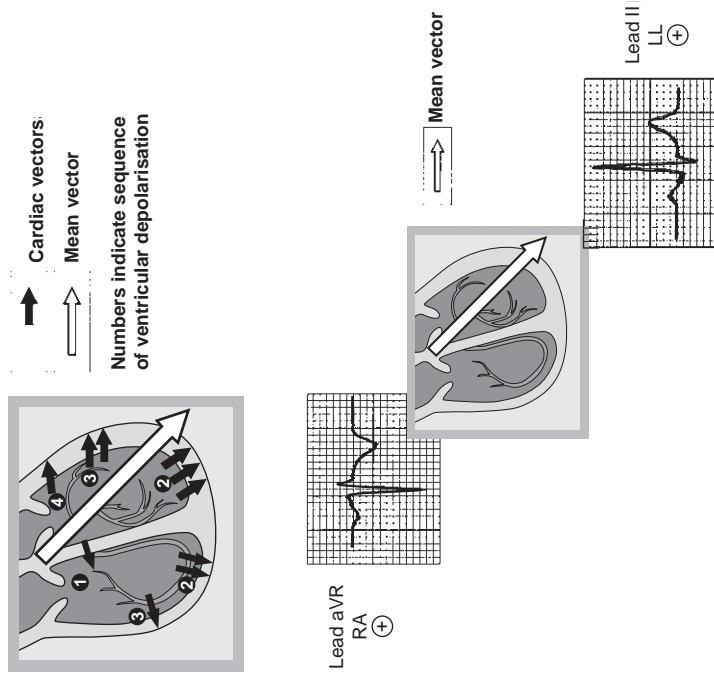 Cardiac vectors
Mean vector
Numbers indicate sequence
of ventricular depolarisation
1
2
2
3
3
4
Mean vector
Lead aVR
RA
+
Lead II
LL
+